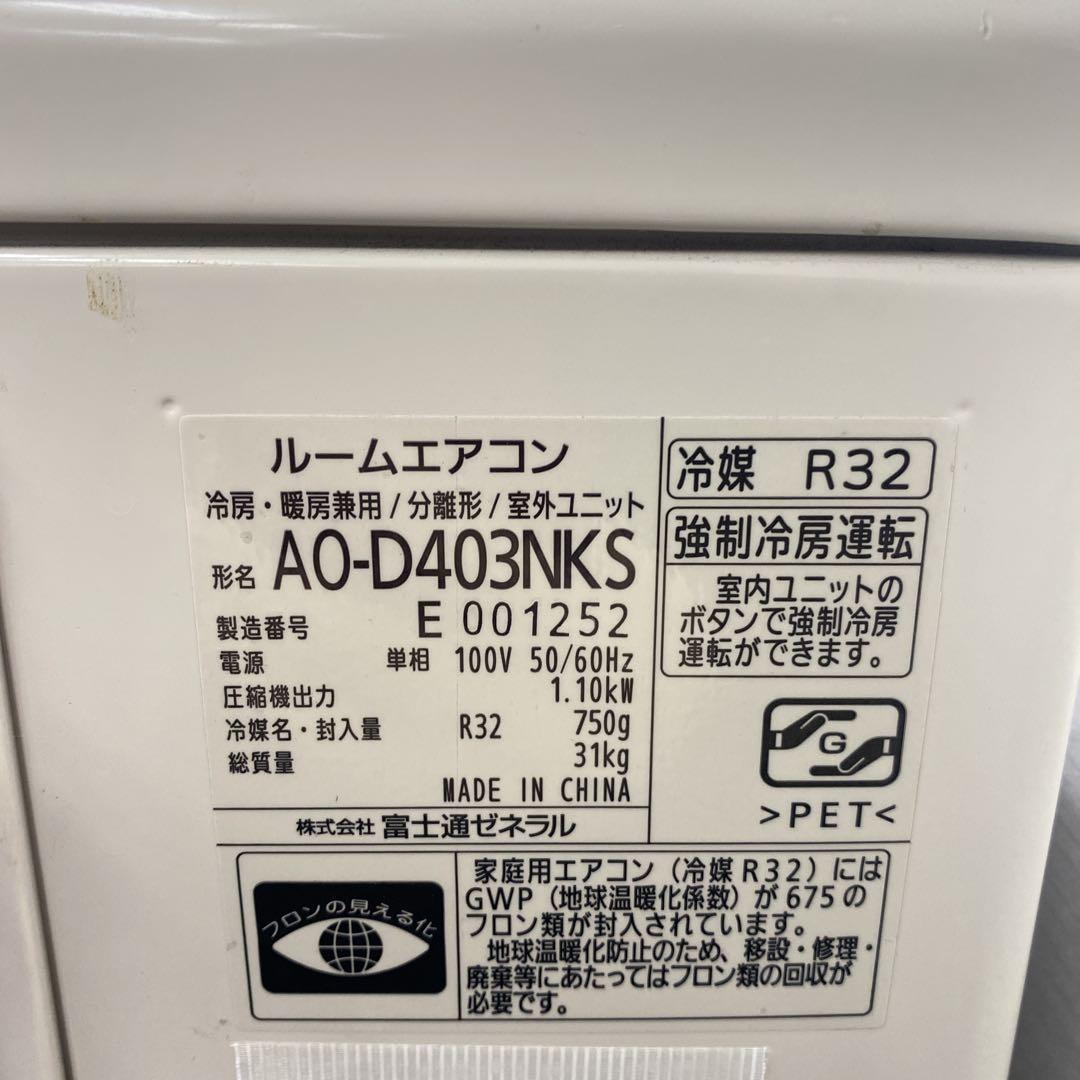 ルームエアコン
冷房・暖房兼用/分離形/室外ユニット
形名 AO-D403NKS
製造番号 E 001252
電源 単相 100V 50/60Hz
圧縮機出力 1.10kW
冷媒名・封入量 R32 750g
総質量 31kg
MADE IN CHINA
株式会社 富士通ゼネラル
冷媒 R32
強制冷房運転
室内ユニットの
ボタンで強制冷房
運転ができます。
G
>PET<
フロンの見える化
家庭用エアコン(冷媒R32)には
GWP(地球温暖化係数)が675の
フロン類が封入されています。
地球温暖化防止のため、移設・修理・
廃棄等にあたってはフロン類の回収が
必要です。